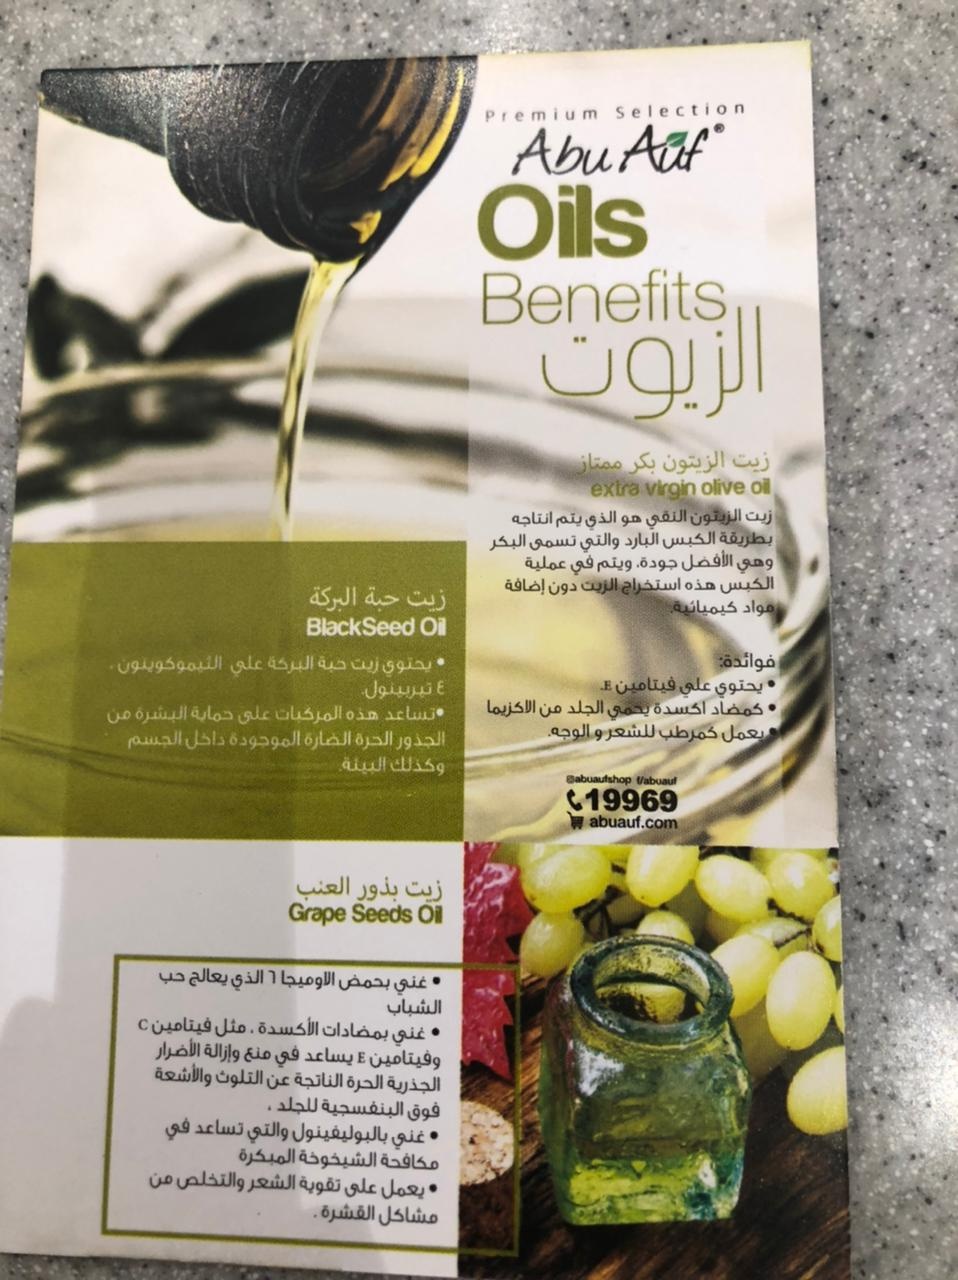 Premium Selection
Abu Auf®
Oils
Benefits
الزيوت
زيت الزيتون بكر ممتاز
extra virgin olive oil
زيت الزيتون النقي هو الذي يتم انتاجه
بطريقة الكبس البارد والتي تسمى البكر
وهي الأفضل جودة. ويتم في عملية
الكبس هذه استخراج الزيت دون إضافة
مواد كيميائية.
فوائدة:
• يحتوي علي فيتامين E.
• كمضاد اكسدة يحمي الجلد من الاكزيما
• يعمل كمرطب للشعر و الوجه.
@abuaufshop f/abuauf
19969
abuauf.com
زيت حبة البركة
BlackSeed Oil
• يحتوي زيت حبة البركة علي الثيموكوينون ،
٤ تيربينول.
•تساعد هذه المركبات على حماية البشرة من
الجذور الحرة الضارة الموجودة داخل الجسم
وكذلك البيئة.
زيت بذور العنب
Grape Seeds Oil
• غني بحمض الاوميجا ٦ الذي يعالج حب
الشباب
• غني بمضادات الأكسدة ، مثل فيتامين C
وفيتامين E يساعد في منع وإزالة الأضرار
الجذرية الحرة الناتجة عن التلوث والأشعة
فوق البنفسجية للجلد .
• غني بالبوليفينول والتي تساعد في
مكافحة الشيخوخة المبكرة
• يعمل على تقوية الشعر والتخلص من
مشاكل القشرة .